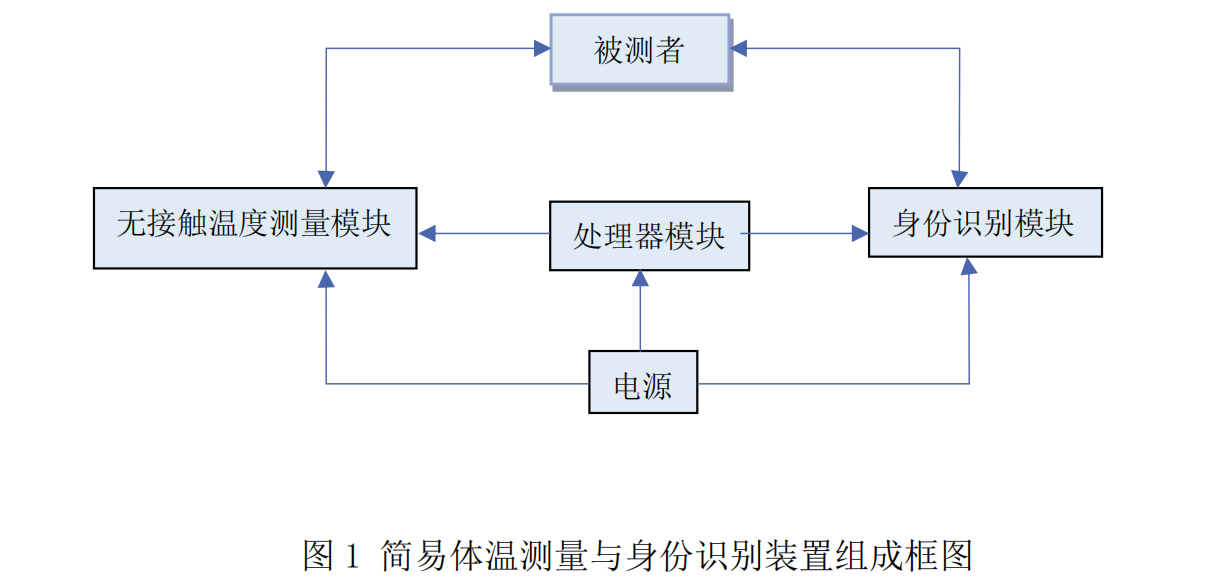 被测者
无接触温度测量模块
处理器模块
身份识别模块
电源
图 1 简易体温测量与身份识别装置组成框图